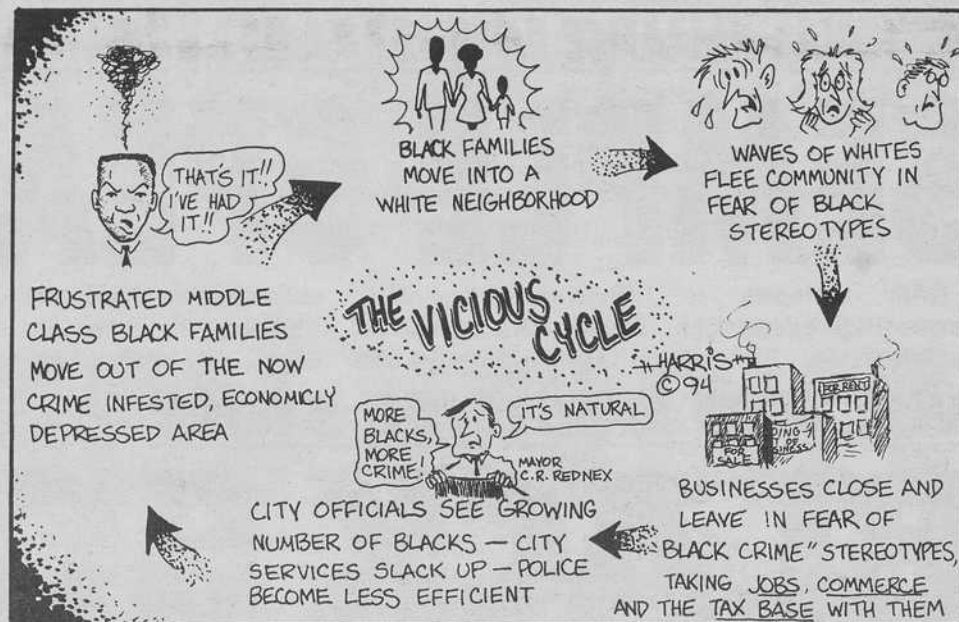 THE VICIOUS
CYCLE
HARRIS
© 94
BLACK FAMILIES
MOVE INTO A
WHITE NEIGHBORHOOD
WAVES OF WHITES
FLEE COMMUNITY IN
FEAR OF BLACK
STEREOTYPES
FOR RENT
FOR
SALE
BUSINESSES CLOSE AND
LEAVE IN FEAR OF
BLACK CRIME" STEREOTYPES,
TAKING JOBS, COMMERCE
AND THE TAX BASE WITH THEM
MORE
BLACKS,
MORE
CRIME!
IT'S NATURAL
MAYOR
C.R. REDNEX
CITY OFFICIALS SEE GROWING
NUMBER OF BLACKS — CITY
SERVICES SLACK UP — POLICE
BECOME LESS EFFICIENT
THAT'S IT!!
I'VE HAD
IT!!
FRUSTRATED MIDDLE
CLASS BLACK FAMILIES
MOVE OUT OF THE NOW
CRIME INFESTED, ECONOMICLY
DEPRESSED AREA